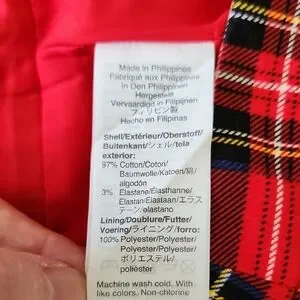 Made in Philippines
Fabriqué aux Philippines
In Den Philippinen
Hergestellt
Vervaardigd in Filipijnen
フィリピン製
Hecho en Filipinas
Shell/Extérieur/Oberstoff/
Buitenkant/シェル/tela
exterior:
97% Cotton/Coton/
Baumwolle/Katoen/綿/
algodón
3% Elastane/Élasthanne/
Elastan/Elastaan/エラス
テーン/elastano
Lining/Doublure/Futter/
Voering/ライニング/forro:
100% Polyester/Polyester/
Polyester/Polyester/
ポリエステル/
poliéster
Machine wash cold. With
like colors. Non-chlorine